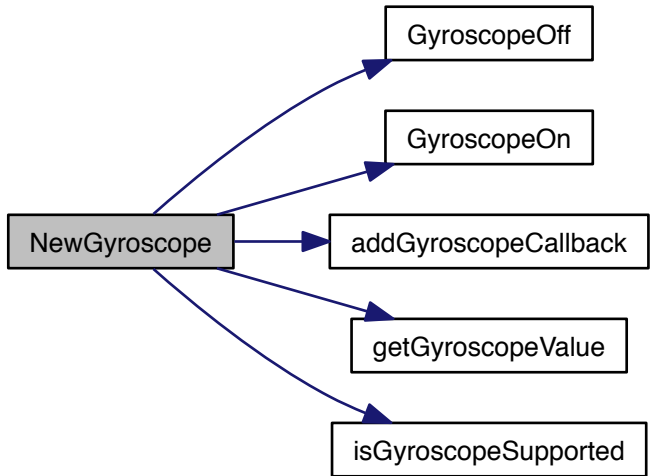 GyroscopeOff
GyroscopeOn
NewGyroscope
addGyroscopeCallback
getGyroscopeValue
isGyroscopeSupported